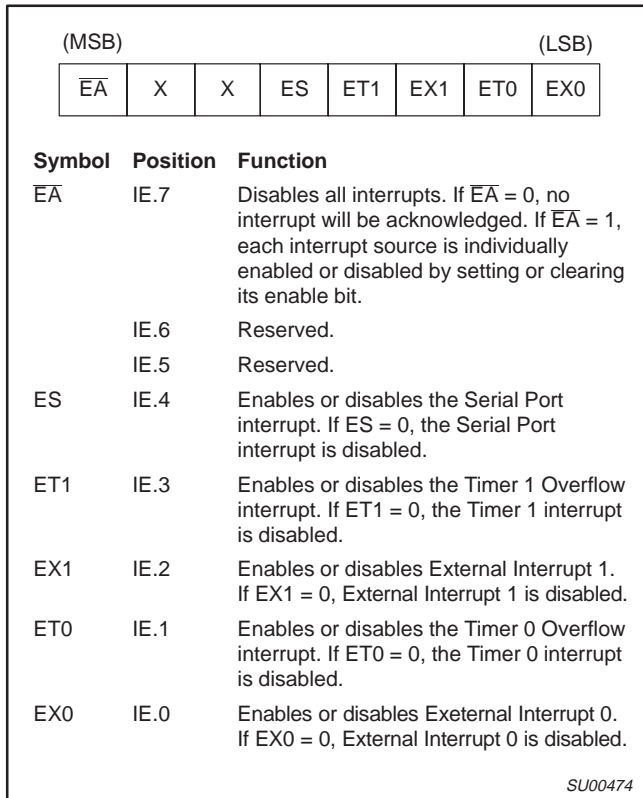 (MSB) (LSB)
E̅A̅ X X ES ET1 EX1 ET0 EX0
Symbol Position Function
E̅A̅ IE.7 Disables all interrupts. If E̅A̅ = 0, no
interrupt will be acknowledged. If E̅A̅ = 1,
each interrupt source is individually
enabled or disabled by setting or clearing
its enable bit.
IE.6 Reserved.
IE.5 Reserved.
ES IE.4 Enables or disables the Serial Port
interrupt. If ES = 0, the Serial Port
interrupt is disabled.
ET1 IE.3 Enables or disables the Timer 1 Overflow
interrupt. If ET1 = 0, the Timer 1 interrupt
is disabled.
EX1 IE.2 Enables or disables External Interrupt 1.
If EX1 = 0, External Interrupt 1 is disabled.
ET0 IE.1 Enables or disables the Timer 0 Overflow
interrupt. If ET0 = 0, the Timer 0 interrupt
is disabled.
EX0 IE.0 Enables or disables Exeternal Interrupt 0.
If EX0 = 0, External Interrupt 0 is disabled.
SU00474